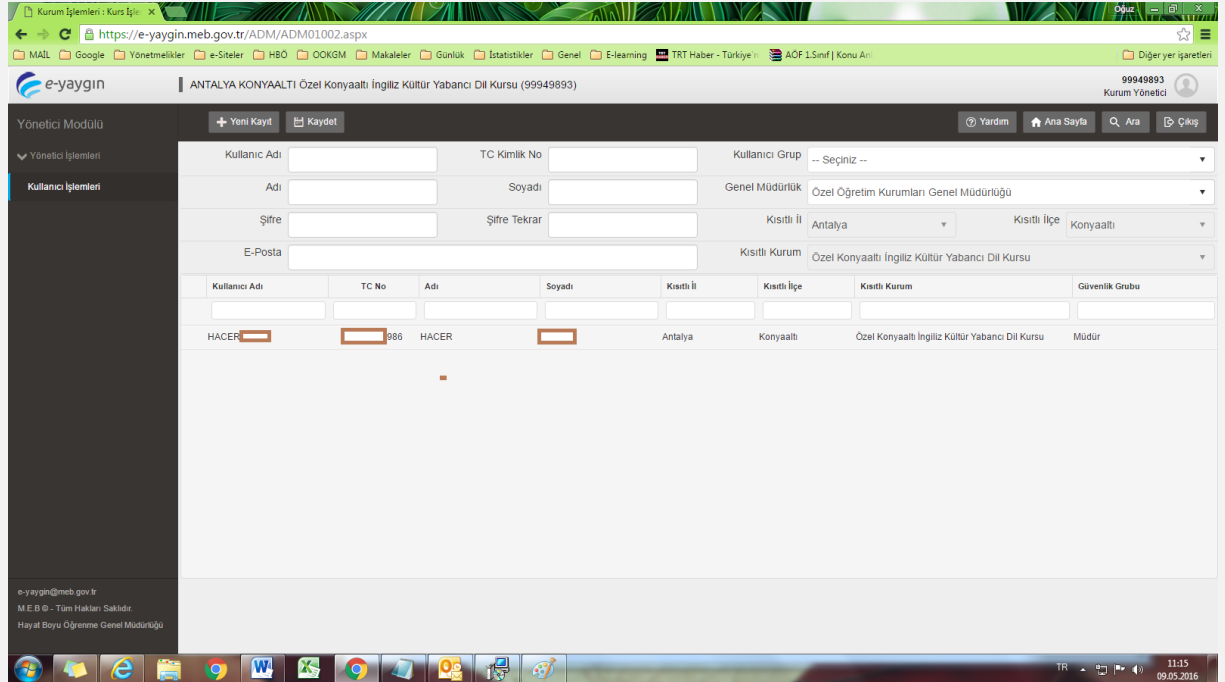 Kurum İşlemleri : Kurs İşle
Oğuz
https://e-yaygin.meb.gov.tr/ADM/ADM01002.aspx
MAİL Google Yönetmelikler e-Siteler HBÖ OOKGM Makaleler Günlük İstatistikler Genel E-learning TRT Haber - Türkiye'n AÖF 1.Sınıf | Konu An Diğer yer işaretleri
e-yaygın
ANTALYA KONYAALTI Özel Konyaaltı İngiliz Kültür Yabancı Dil Kursu (99949893)
99949893
Kurum Yönetici
Yönetici Modülü
Yeni Kayıt Kaydet Yardım Ana Sayfa Ara Çıkış
Yönetici İşlemleri
Kullanıcı İşlemleri
Kullanıc Adı TC Kimlik No Kullanıcı Grup -- Seçiniz --
Adı Soyadı Genel Müdürlük Özel Öğretim Kurumları Genel Müdürlüğü
Şifre Şifre Tekrar Kısıtlı İl Antalya Kısıtlı İlçe Konyaaltı
E-Posta Kısıtlı Kurum Özel Konyaaltı İngiliz Kültür Yabancı Dil Kursu
Kullanıcı Adı TC No Adı Soyadı Kısıtlı İl Kısıtlı İlçe Kısıtlı Kurum Güvenlik Grubu
HACER 986 HACER Antalya Konyaaltı Özel Konyaaltı İngiliz Kültür Yabancı Dil Kursu Müdür
e-yaygin@meb.gov.tr
M.E.B © - Tüm Hakları Saklıdır.
Hayat Boyu Öğrenme Genel Müdürlüğü
TR 11:15
09.05.2016